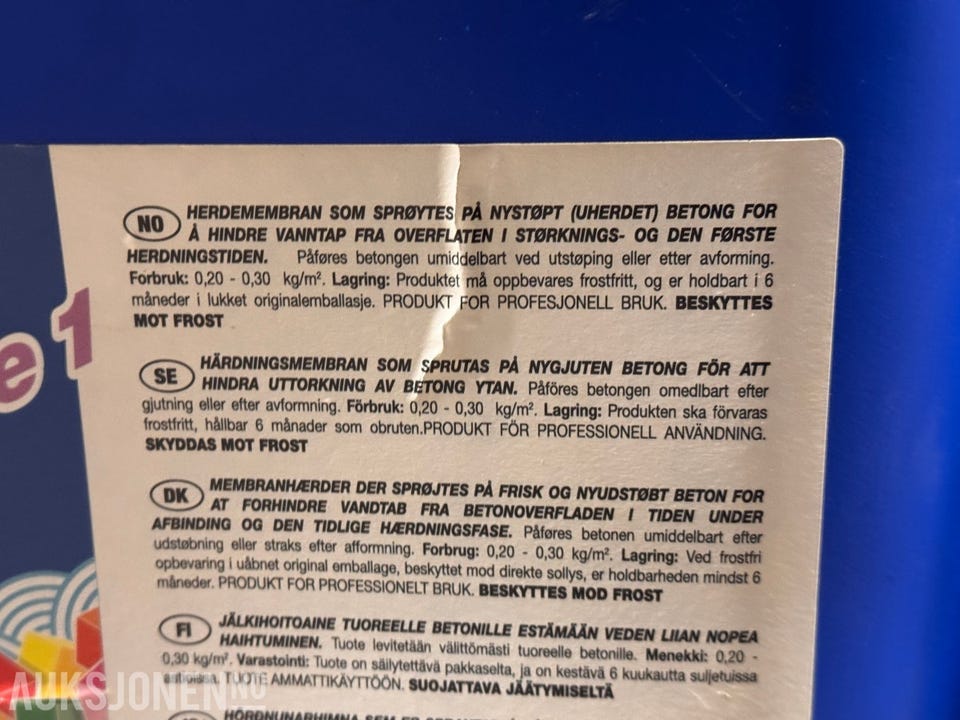 NO HERDEMEMBRAN SOM SPRØYTES PÅ NYSTØPT (UHERDET) BETONG FOR
Å HINDRE VANNTAP FRA OVERFLATEN I STØRKNINGS- OG DEN FØRSTE
HERDNINGSTIDEN. Påføres betongen umiddelbart ved utstøping eller etter avforming.
Forbruk: 0,20 - 0,30 kg/m². Lagring: Produktet må oppbevares frostfritt, og er holdbart i 6
måneder i lukket originalemballasje. PRODUKT FOR PROFESJONELL BRUK. BESKYTTES
MOT FROST
e 1
SE HÄRDNINGSMEMBRAN SOM SPRUTAS PÅ NYGJUTEN BETONG FÖR ATT
HINDRA UTTORKNING AV BETONG YTAN. Påföres betongen omedlbart efter
gjutning eller efter avformning. Förbruk: 0,20 - 0,30 kg/m². Lagring: Produkten ska förvaras
frostfritt, hållbar 6 månader som obruten.PRODUKT FÖR PROFESSIONELL ANVÄNDNING.
SKYDDAS MOT FROST
DK MEMBRANHÆRDER DER SPRØJTES PÅ FRISK OG NYUDSTØBT BETON FOR
AT FORHINDRE VANDTAB FRA BETONOVERFLADEN I TIDEN UNDER
AFBINDING OG DEN TIDLIGE HÆRDNINGSFASE. Påføres betonen umiddelbart efter
udstøbning eller straks efter afformning. Forbrug: 0,20 - 0,30 kg/m². Lagring: Ved frostfri
opbevaring i uåbnet original emballage, beskyttet mod direkte sollys, er holdbarheden mindst 6
måneder. PRODUKT FOR PROFESSIONELT BRUK. BESKYTTES MOD FROST
FI JÄLKIHOITOAINE TUOREELLE BETONILLE ESTÄMÄÄN VEDEN LIIAN NOPEA
HAIHTUMINEN. Tuote levitetään välittömästi tuoreelle betonille. Menekki: 0,20 -
0,30 kg/m². Varastointi: Tuote on säilytettävä pakkaselta, ja on kestävä 6 kuukautta suljetuissa
astioissa. TUOTE AMMATTIKÄYTTÖÖN. SUOJATTAVA JÄÄTYMISELTÄ
AUKSJONEN.NO